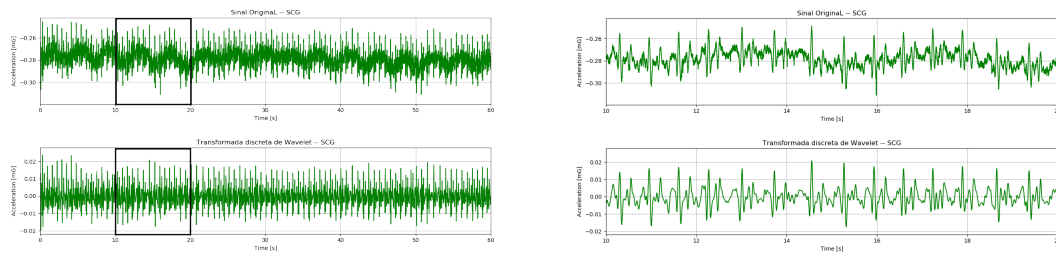 Sinal OriginaL -- SCG
Acceleration [mG]
−0.26
−0.28
−0.30
0 10 20 30 40 50 60
Time [s]
Transformada discreta de Wavelet -- SCG
Acceleration [mG]
0.02
0.01
0.00
−0.01
−0.02
0 10 20 30 40 50 60
Time [s]
Sinal OriginaL -- SCG
Acceleration [mG]
−0.26
−0.28
−0.30
10 12 14 16 18
Time [s]
Transformada discreta de Wavelet -- SCG
Acceleration [mG]
0.02
0.01
0.00
−0.01
−0.02
10 12 14 16 18
Time [s]